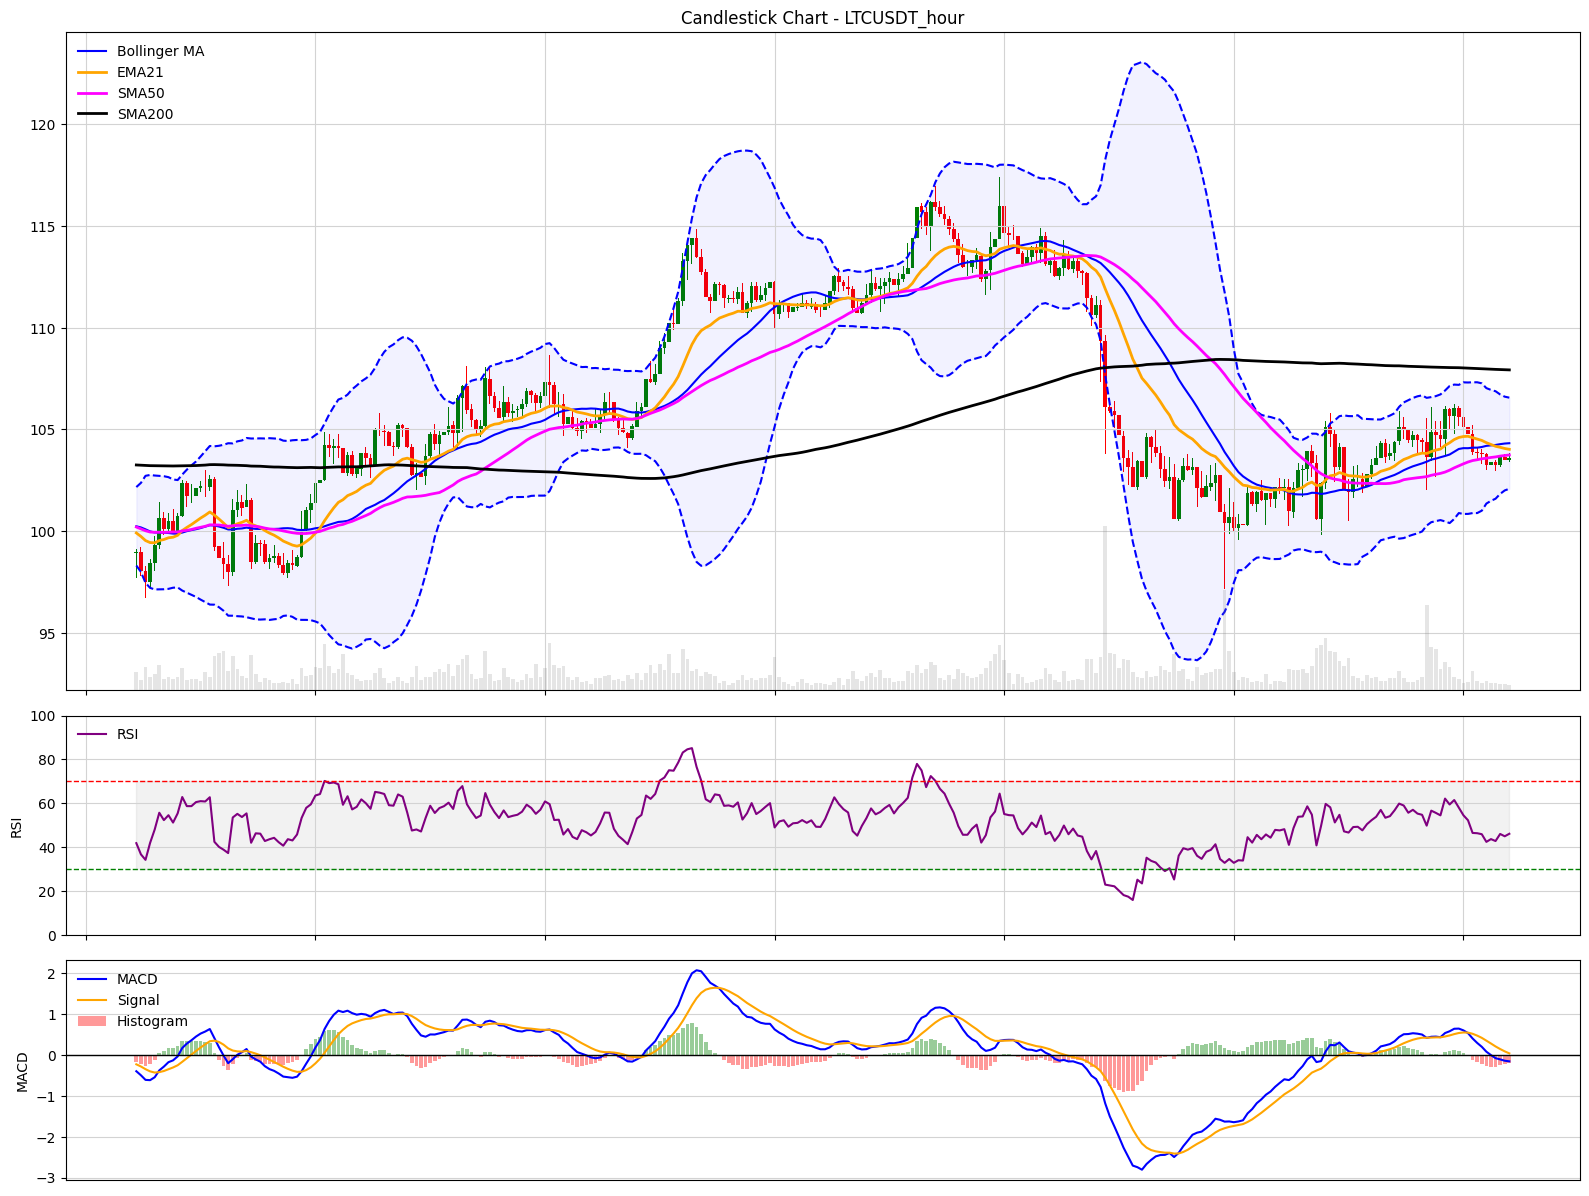 Candlestick Chart - LTCUSDT_hour
Bollinger MA
EMA21
SMA50
SMA200
120
115
110
105
100
95
100
80
60
40
20
0
RSI
RSI
2
1
0
−1
−2
−3
MACD
MACD
Signal
Histogram